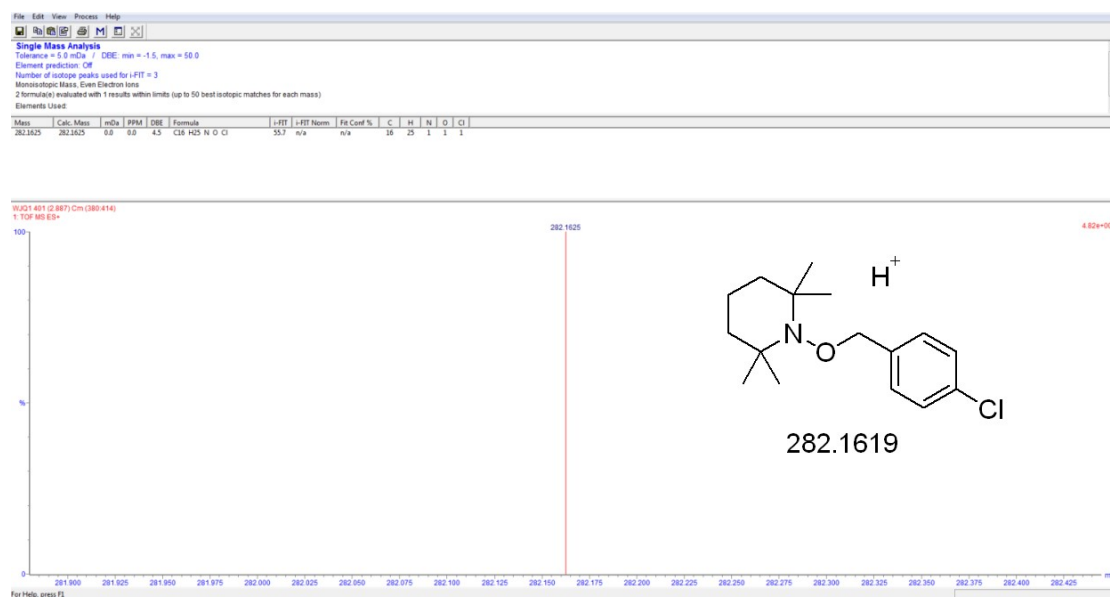 File Edit View Process Help
Single Mass Analysis
Tolerance = 5.0 mDa / DBE: min = -1.5, max = 50.0
Element prediction: Off
Number of isotope peaks used for i-FIT = 3
Monoisotopic Mass, Even Electron Ions
2 formula(e) evaluated with 1 results within limits (up to 50 best isotopic matches for each mass)
Elements Used:
Mass Calc. Mass mDa PPM DBE Formula i-FIT i-FIT Norm Fit Conf % C H N O Cl
282.1625 282.1625 0.0 0.0 4.5 C16 H25 N O Cl 55.7 n/a n/a 16 25 1 1 1
WJQ1 401 (2.887) Cm (380:414)
1: TOF MS ES+
4.82e+00
100
282.1625
%
0
H+
N
O
Cl
282.1619
281.900 281.925 281.950 281.975 282.000 282.025 282.050 282.075 282.100 282.125 282.150 282.175 282.200 282.225 282.250 282.275 282.300 282.325 282.350 282.375 282.400 282.425
For Help, press F1